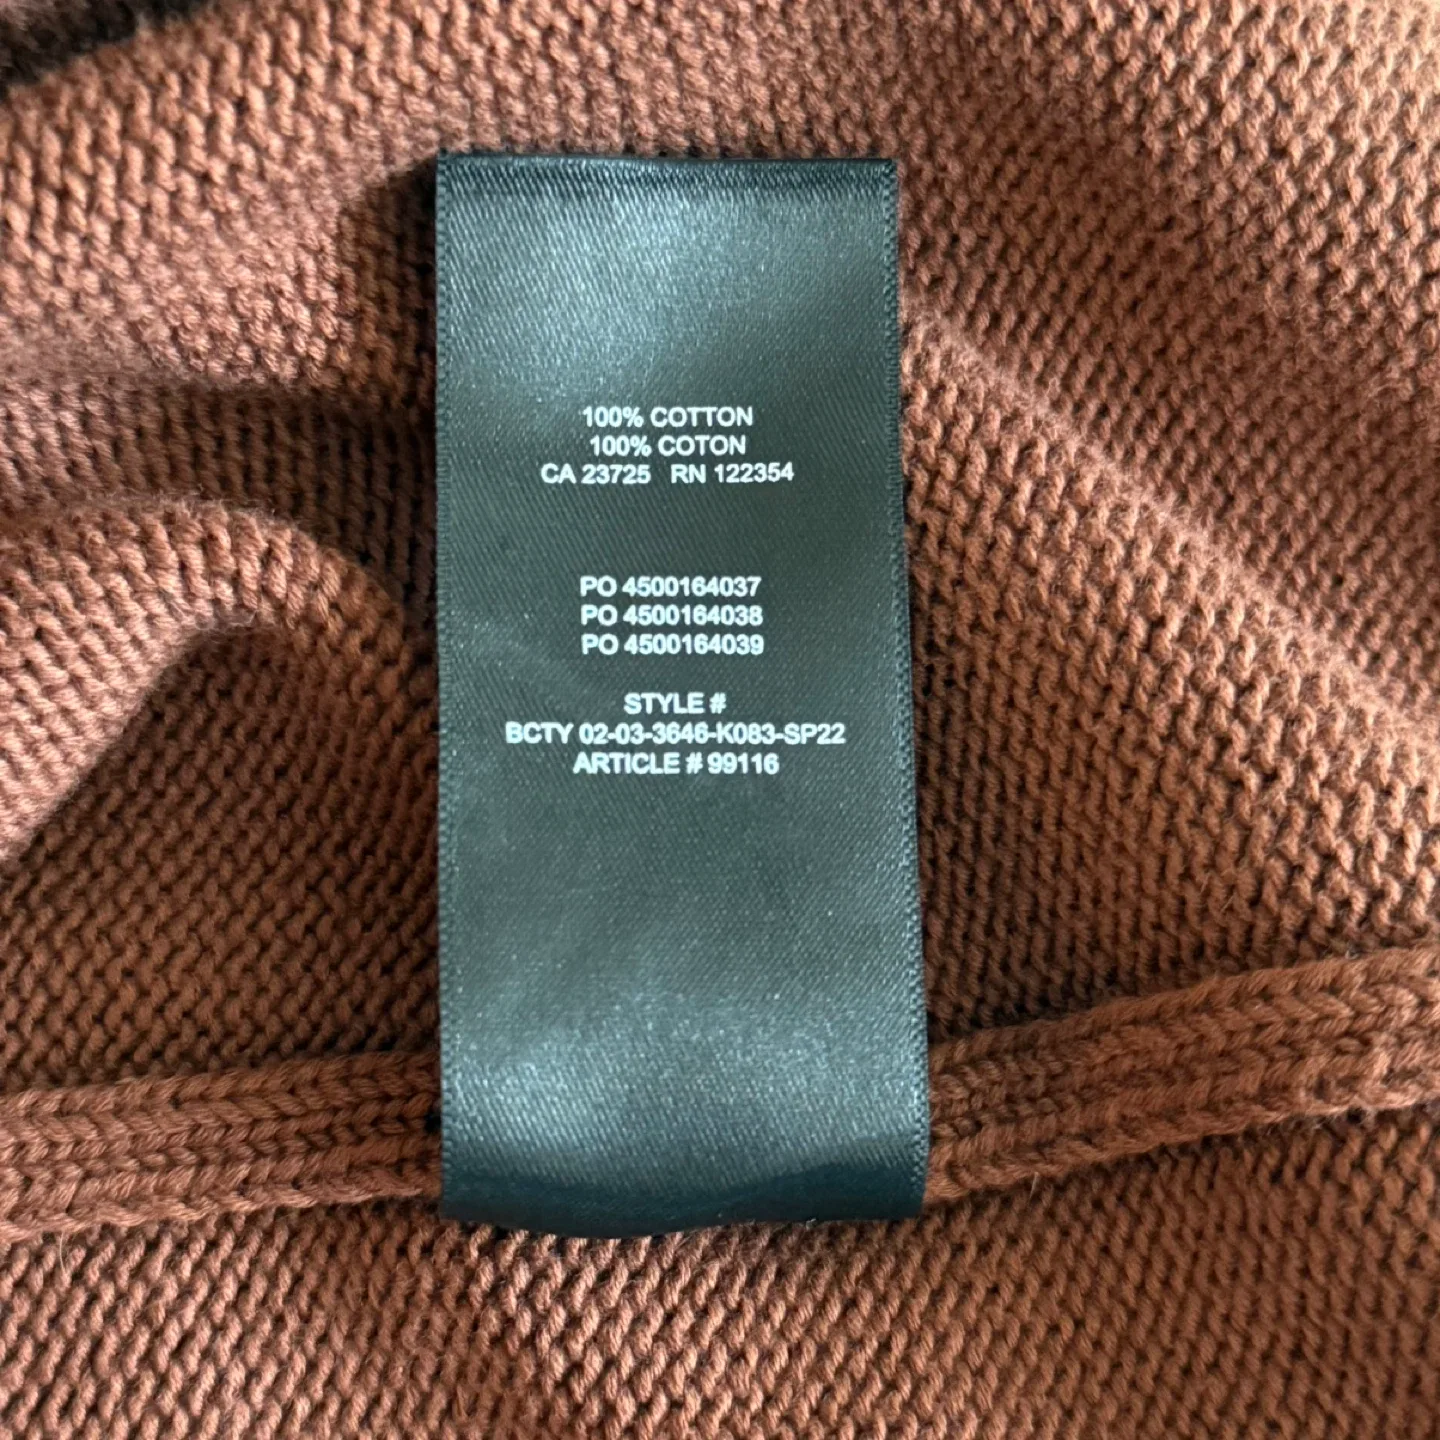 100% COTTON
100% COTON
CA 23725 RN 122354
PO 4500164037
PO 4500164038
PO 4500164039
STYLE #
BCTY 02-03-3646-K083-SP22
ARTICLE # 99116